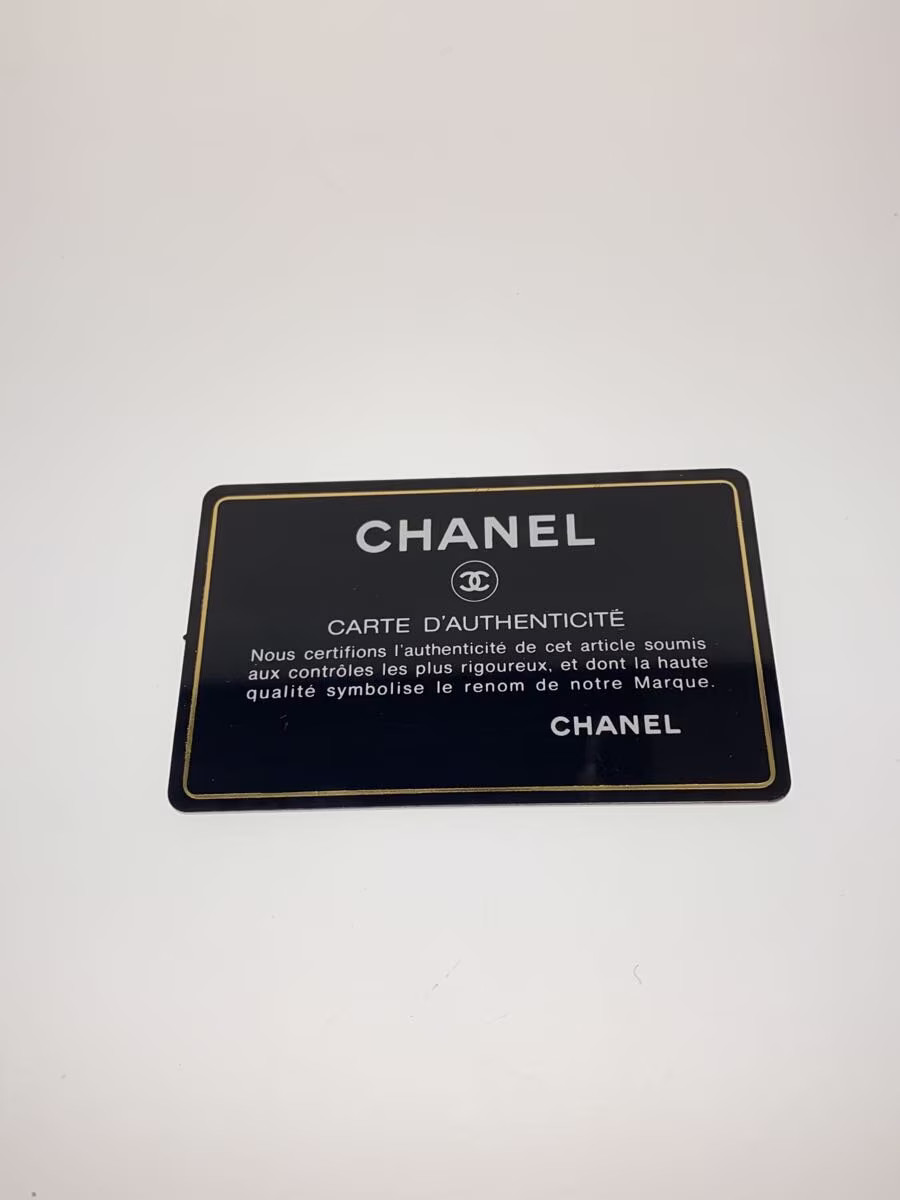 CHANEL
CARTE D'AUTHENTICITÉ
Nous certifions l'authenticité de cet article soumis
aux contrôles les plus rigoureux, et dont la haute
qualité symbolise le renom de notre Marque.
CHANEL